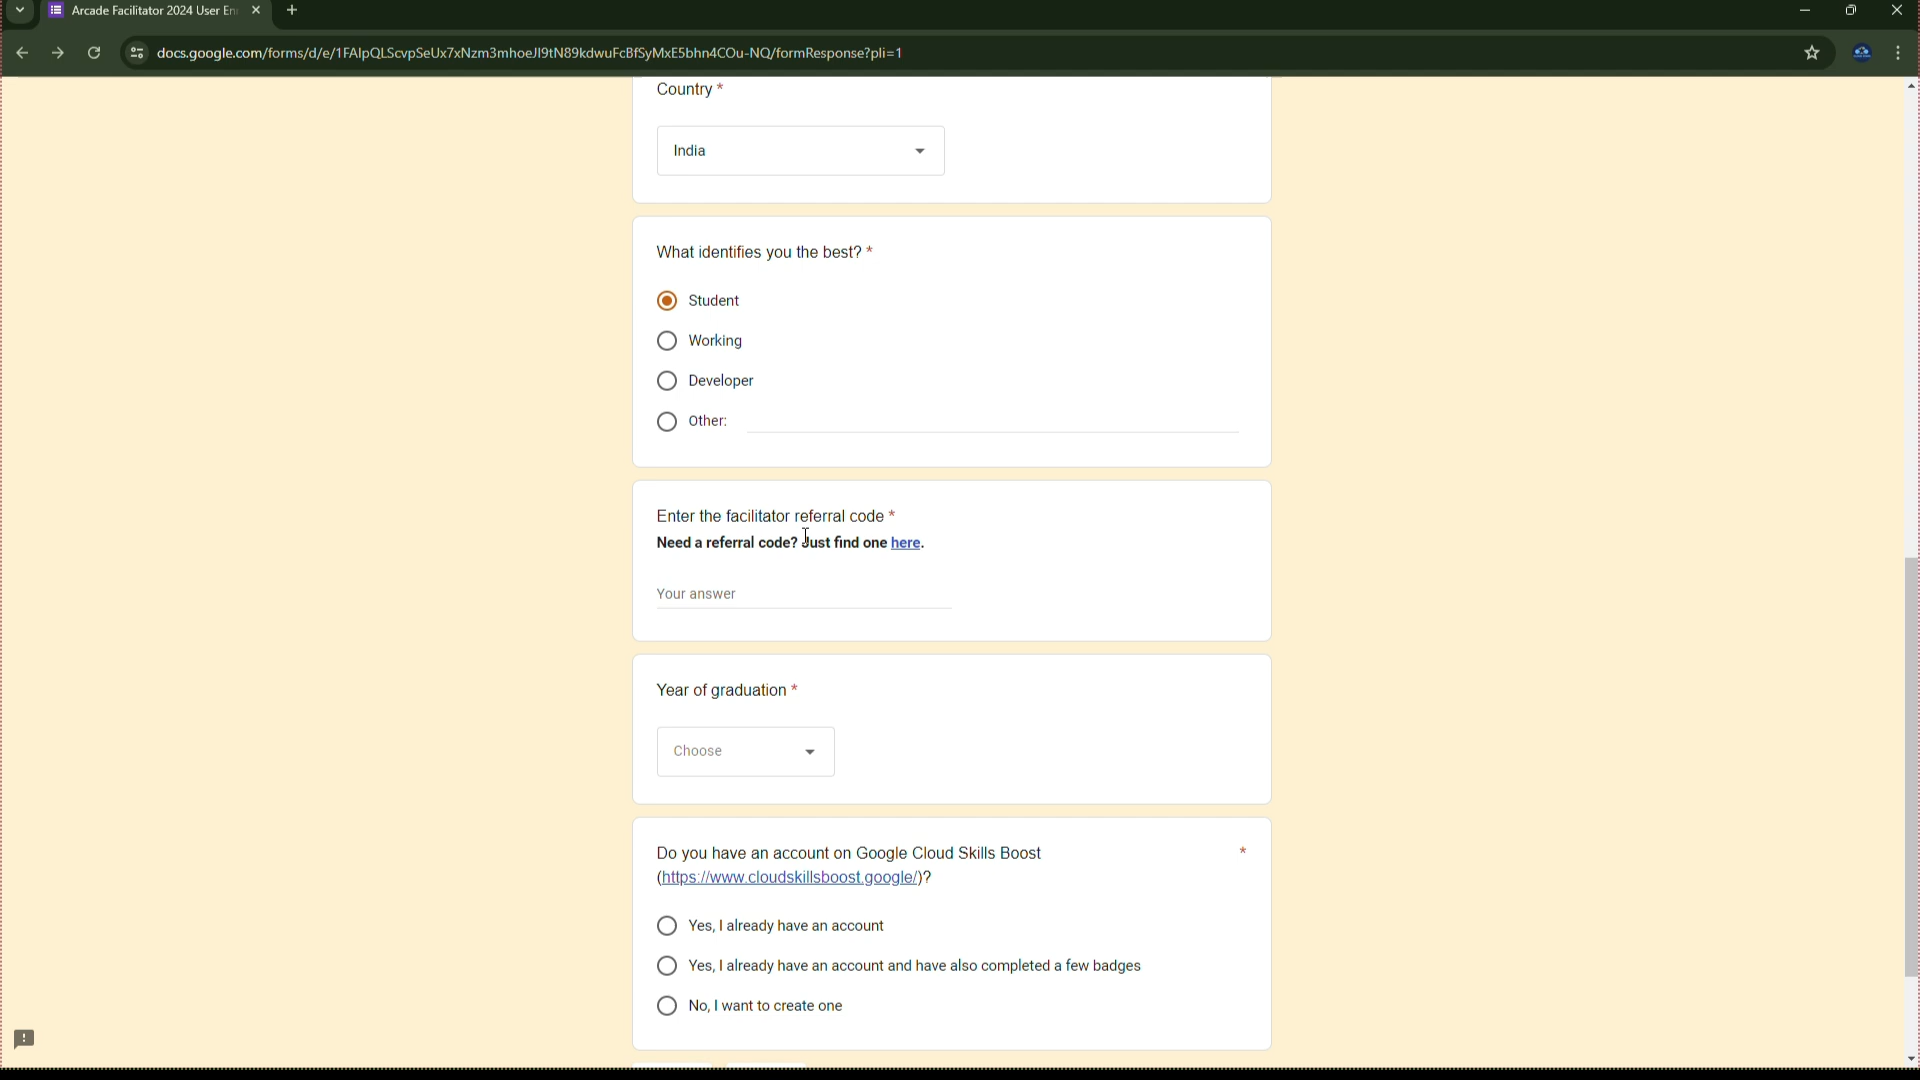 Arcade Facilitator 2024 User En
docs.google.com/forms/d/e/1FAIpQLScvpSeUx7xNzm3mhoeJI9tN89kdwuFcBfSyMxE5bhn4COu-NQ/formResponse?pli=1
Country *
India
What identifies you the best? *
Student
Working
Developer
Other:
Enter the facilitator referral code *
Need a referral code? Just find one here.
Your answer
Year of graduation *
Choose
Do you have an account on Google Cloud Skills Boost *
(https://www.cloudskillsboost.google/)?
Yes, I already have an account
Yes, I already have an account and have also completed a few badges
No, I want to create one